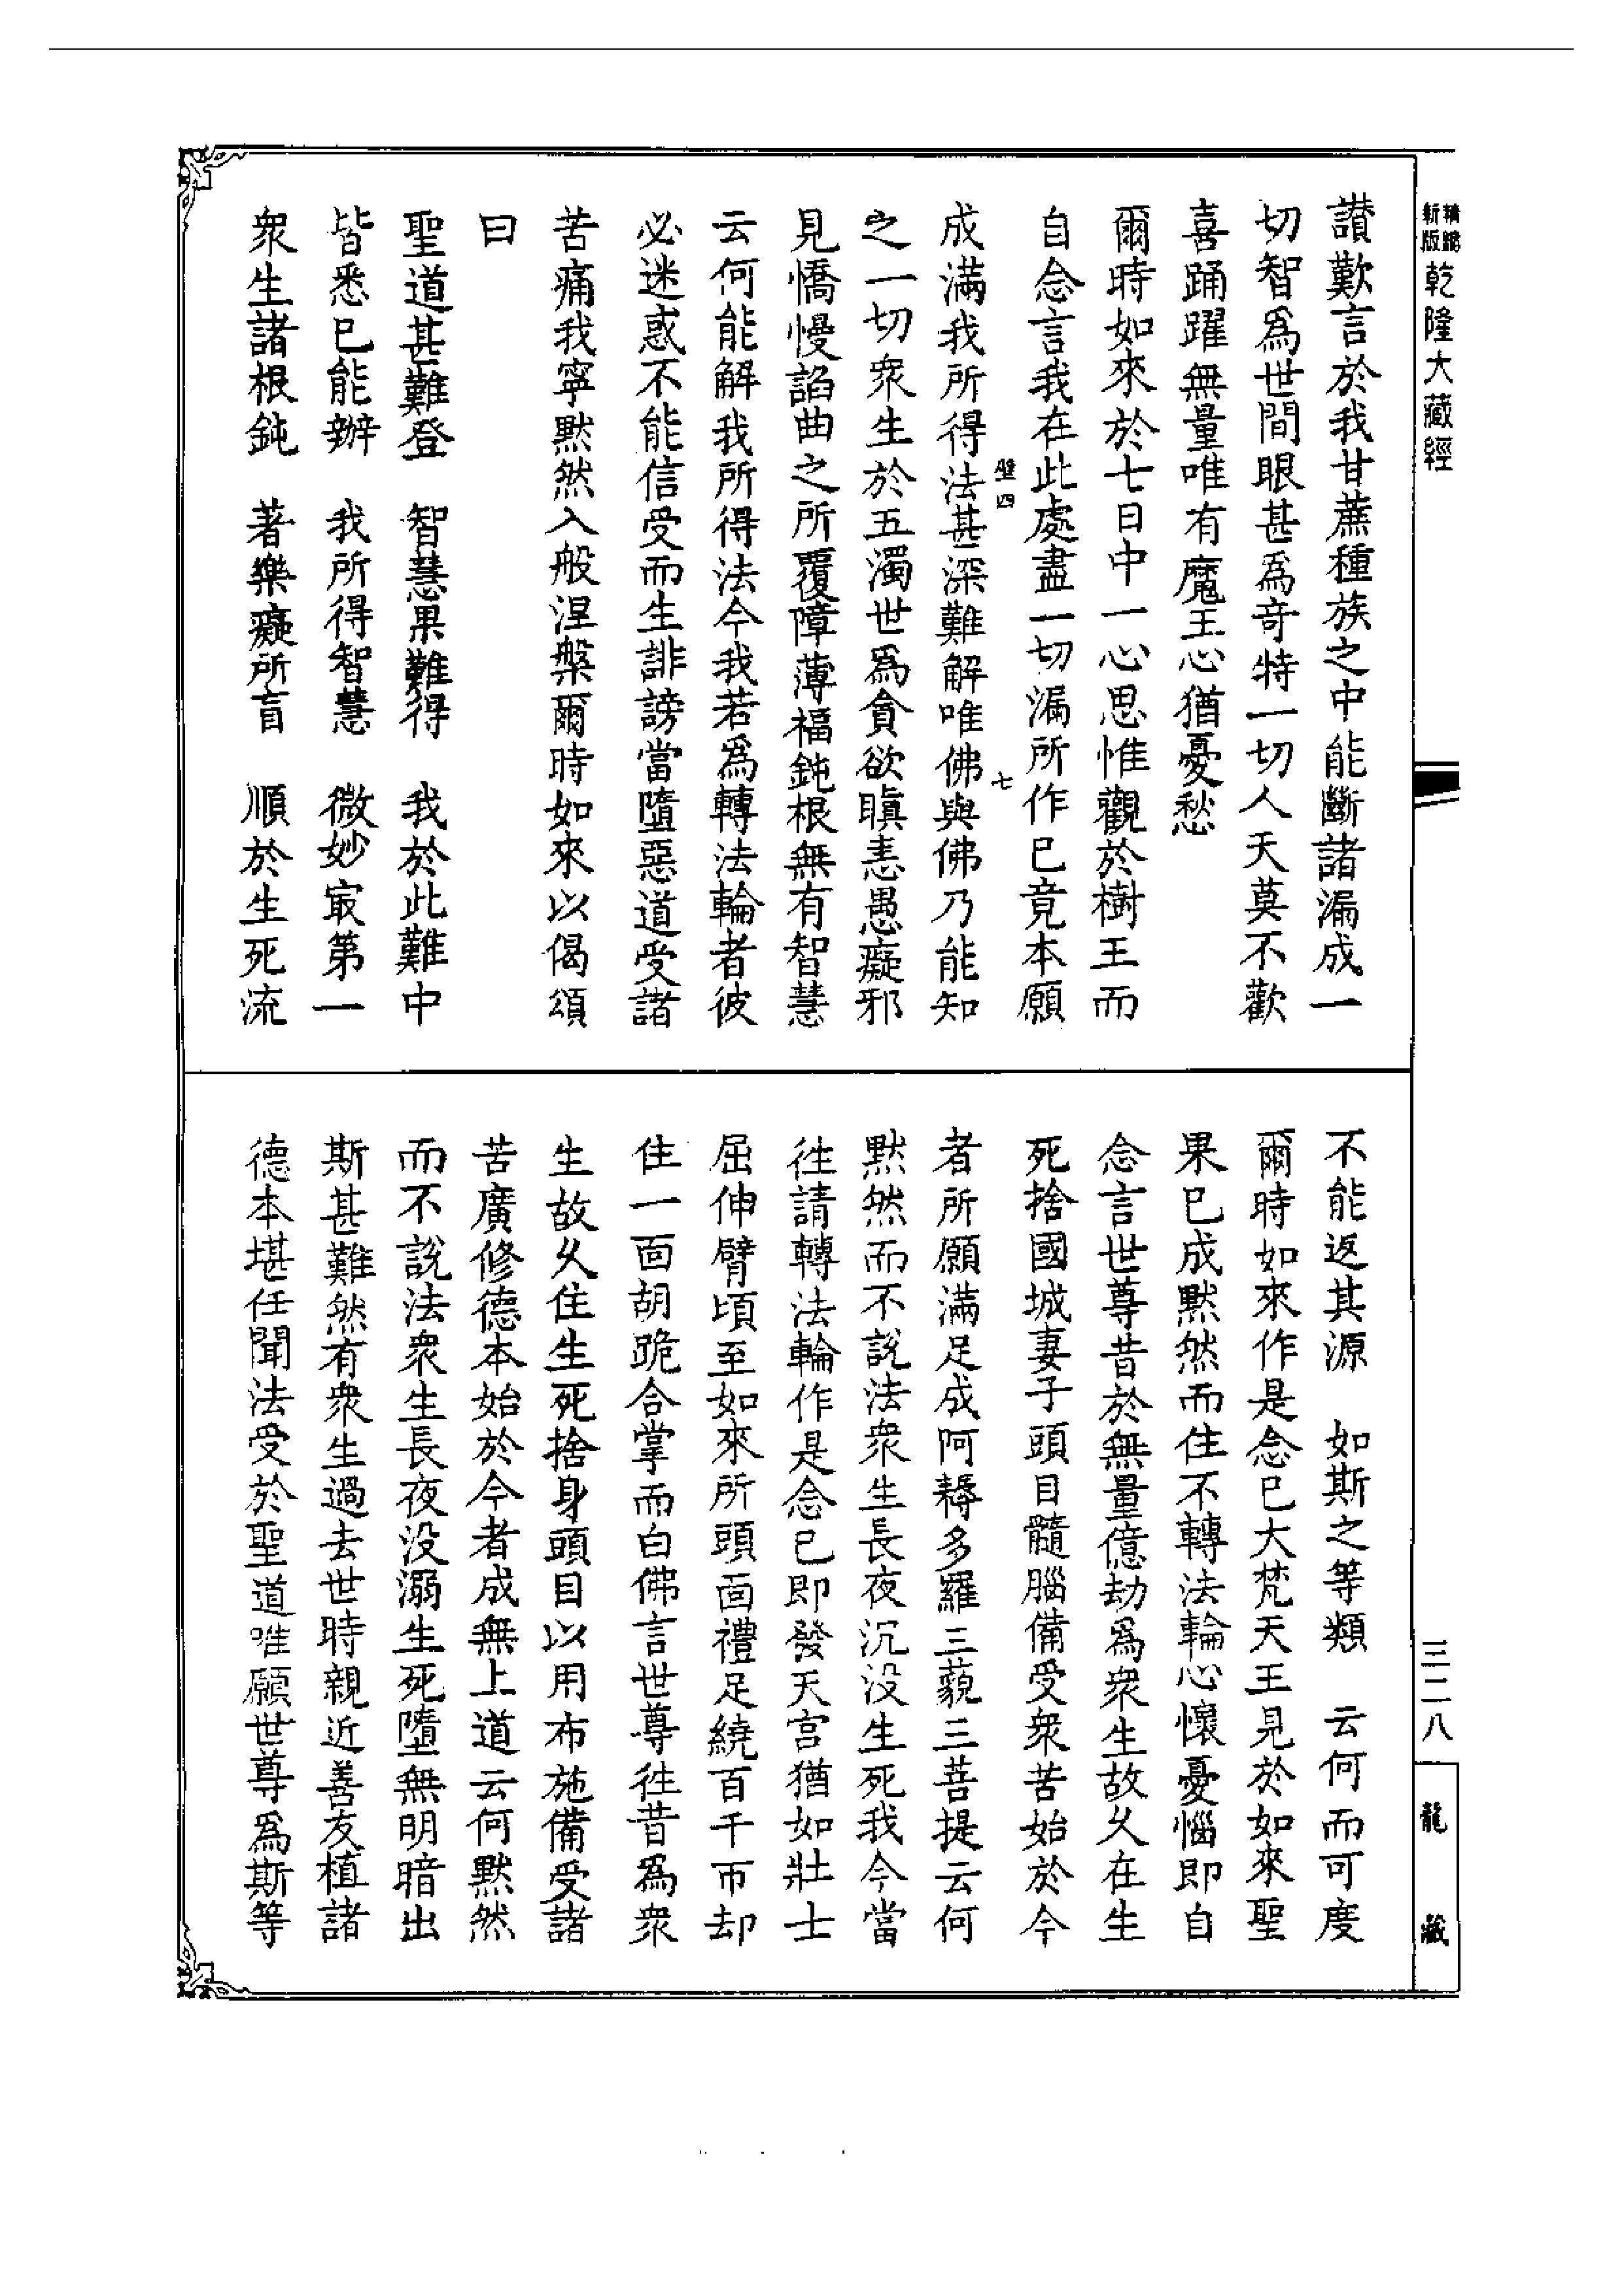 讃歎言於我甘蔗種族之中能斷諸漏成一
切智爲世間眼甚爲奇特一切人天莫不歡
喜踊躍無量唯有魔王心猶憂愁
爾時如來於七日中一心思惟觀於樹王而
自念言我在此處盡一切漏所作已竟本願
壁四 七
成滿我所得法甚深難解唯佛與佛乃能知
之一切衆生於五濁世爲貪欲瞋恚愚癡邪
見憍慢諂曲之所覆障薄福鈍根無有智慧
云何能解我所得法今我若爲轉法輪者彼
必迷惑不能信受而生誹謗當墮惡道受諸
苦痛我寧默然入般涅槃爾時如來以偈頌
曰
聖道甚難登　智慧果難得　我於此難中
皆悉已能辦　我所得智慧　微妙㝡第一
衆生諸根鈍　著樂癡所盲　順於生死流
不能返其源　如斯之等類　云何而可度
爾時如來作是念已大梵天王見於如來聖
果已成默然而住不轉法輪心懷憂惱即自
念言世尊昔於無量億劫爲衆生故久在生
死捨國城妻子頭目髓腦備受衆苦始於今
者所願滿足成阿耨多羅三藐三菩提云何
默然而不說法衆生長夜沉没生死我今當
往請轉法輪作是念已即發天宫猶如壯士
屈伸臂頃至如來所頭面禮足繞百千帀却
住一面胡跪合掌而白佛言世尊往昔爲衆
生故久住生死捨身頭目以用布施備受諸
苦廣修德本始於今者成無上道云何默然
而不說法衆生長夜没溺生死墮無明暗出
斯甚難然有衆生過去世時親近善友植諸
德本堪任聞法受於聖道唯願世尊爲斯等
精縮
新版
乾隆大藏經
三二八
龍藏